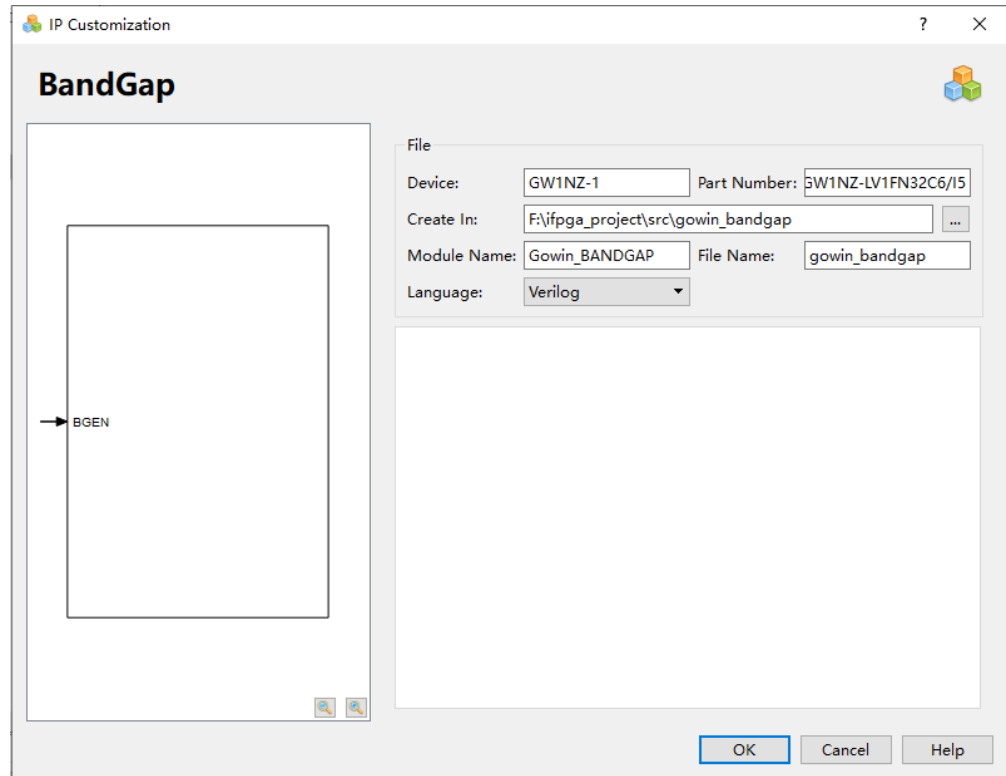 IP Customization
BandGap
BGEN
File
Device: GW1NZ-1 Part Number: GW1NZ-LV1FN32C6/I5
Create In: F:\ifpga_project\src\gowin_bandgap ...
Module Name: Gowin_BANDGAP File Name: gowin_bandgap
Language: Verilog
OK Cancel Help